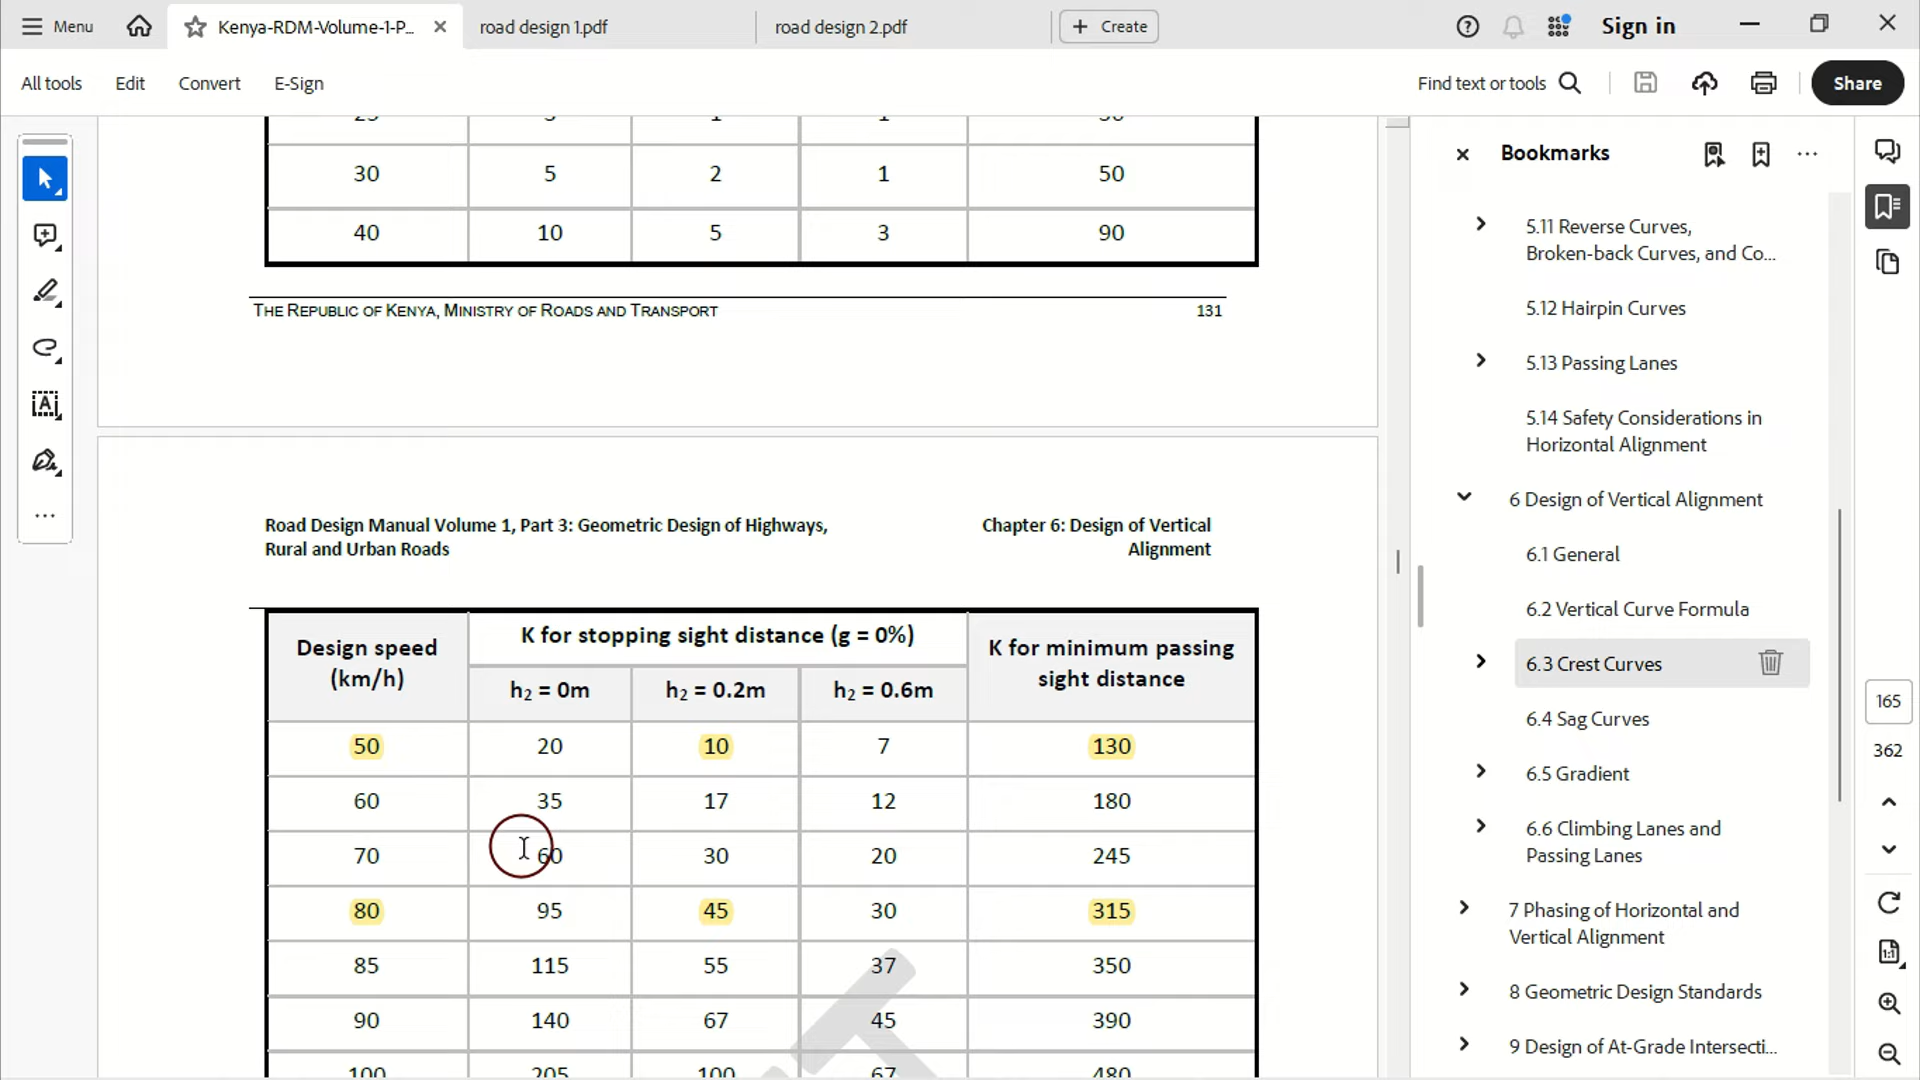 Menu
Kenya-RDM-Volume-1-P...
road design 1.pdf
road design 2.pdf
+ Create
Sign in
All tools
Edit
Convert
E-Sign
Find text or tools
Share
30 5 2 1 50
40 10 5 3 90
THE REPUBLIC OF KENYA, MINISTRY OF ROADS AND TRANSPORT 131
Road Design Manual Volume 1, Part 3: Geometric Design of Highways,
Rural and Urban Roads
Chapter 6: Design of Vertical
Alignment
Design speed
(km/h)
K for stopping sight distance (g = 0%)
K for minimum passing
sight distance
h2 = 0m h2 = 0.2m h2 = 0.6m
50 20 10 7 130
60 35 17 12 180
70 60 30 20 245
80 95 45 30 315
85 115 55 37 350
90 140 67 45 390
100 205 100 67 480
Bookmarks
5.11 Reverse Curves,
Broken-back Curves, and Co...
5.12 Hairpin Curves
5.13 Passing Lanes
5.14 Safety Considerations in
Horizontal Alignment
6 Design of Vertical Alignment
6.1 General
6.2 Vertical Curve Formula
6.3 Crest Curves
6.4 Sag Curves
6.5 Gradient
6.6 Climbing Lanes and
Passing Lanes
7 Phasing of Horizontal and
Vertical Alignment
8 Geometric Design Standards
9 Design of At-Grade Intersecti...
165
362